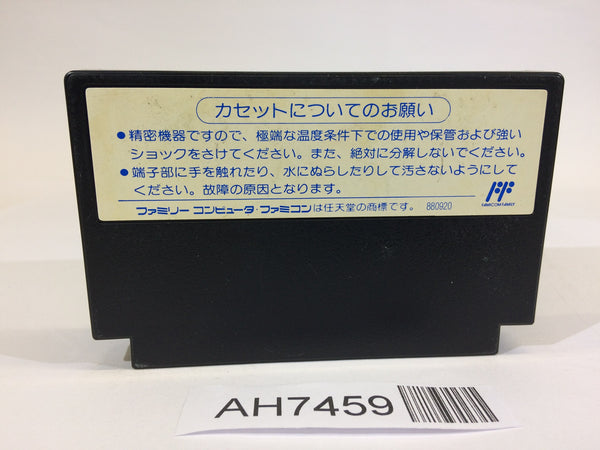 カセットについてのお願い
●精密機器ですので、極端な温度条件下での使用や保管および強い
ショックをさけてください。また、絶対に分解しないでください。
●端子部に手を触れたり、水にぬらしたりして汚さないようにして
ください。故障の原因となります。
ファミリーコンピュータ・ファミコンは任天堂の商標です。 880920
FAMICOM FAMILY
AH7459